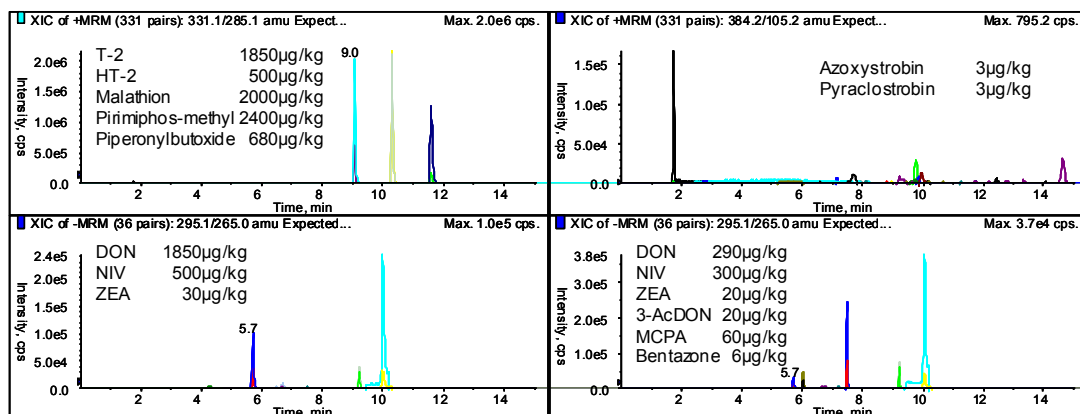 XIC of +MRM (331 pairs): 331.1/285.1 amu Expect... Max. 2.0e6 cps.
T-2 1850µg/kg
HT-2 500µg/kg
Malathion 2000µg/kg
Pirimiphos-methyl 2400µg/kg
Piperonylbutoxide 680µg/kg
9.0
Intensity, cps
2.0e6
1.5e6
1.0e6
5.0e5
0.0
2 4 6 8 10 12 14
Time, min
XIC of +MRM (331 pairs): 384.2/105.2 amu Expect... Max. 795.2 cps.
Azoxystrobin 3µg/kg
Pyraclostrobin 3µg/kg
Intensity, cps
1.5e5
1.0e5
5.0e4
0.0
2 4 6 8 10 12 14
Time, min
XIC of -MRM (36 pairs): 295.1/265.0 amu Expected... Max. 1.0e5 cps.
DON 1850µg/kg
NIV 500µg/kg
ZEA 30µg/kg
5.7
Intensity, cps
2.4e5
2.0e5
1.5e5
1.0e5
5.0e4
0.0
2 4 6 8 10 12 14
Time, min
XIC of -MRM (36 pairs): 295.1/265.0 amu Expected... Max. 3.7e4 cps.
DON 290µg/kg
NIV 300µg/kg
ZEA 20µg/kg
3-AcDON 20µg/kg
MCPA 60µg/kg
Bentazone 6µg/kg
5.7
Intensity, cps
3.8e5
3.0e5
2.0e5
1.0e5
0.0
2 4 6 8 10 12 14
Time, min